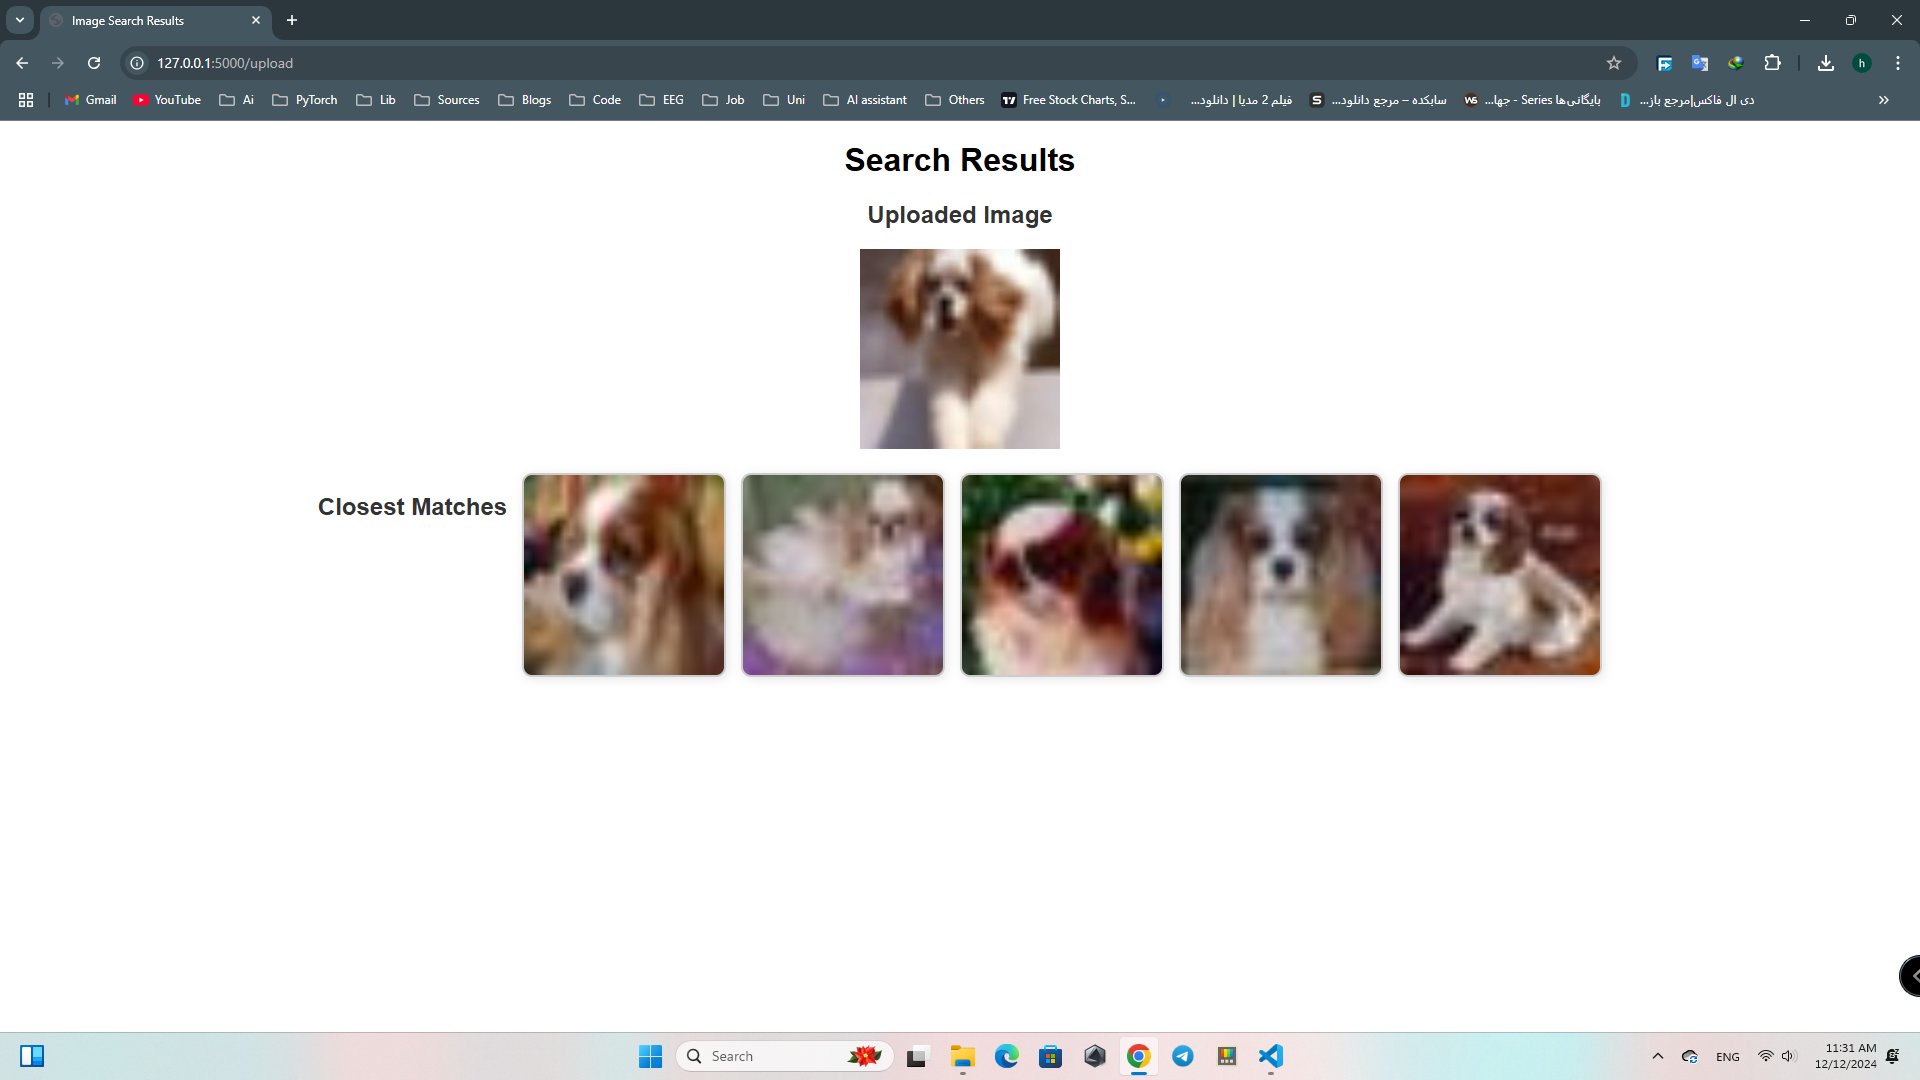 Image Search Results
127.0.0.1:5000/upload
h
Gmail
YouTube
Ai
PyTorch
Lib
Sources
Blogs
Code
EEG
Job
Uni
AI assistant
Others
Free Stock Charts, S...
فیلم 2 مدیا | دانلود...
سابکده – مرجع دانلود...
بایگانی‌ها Series - جها...
دی ال فاکس|مرجع باز...
Search Results
Uploaded Image
Closest Matches
Search
ENG
11:31 AM
12/12/2024